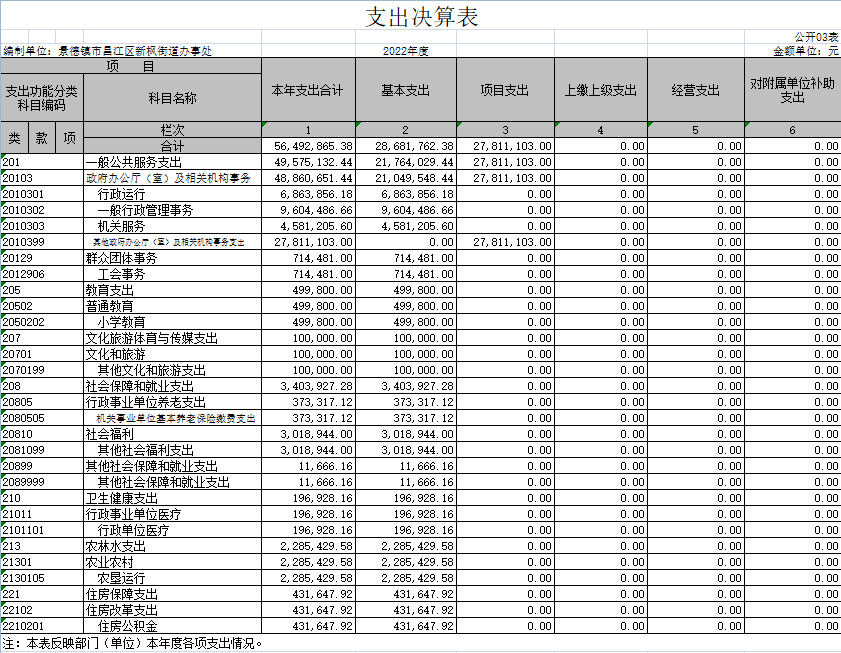 支出决算表
公开03表
编制单位：景德镇市昌江区新枫街道办事处 2022年度 金额单位：元
项 目 本年支出合计 基本支出 项目支出 上缴上级支出 经营支出 对附属单位补助支出
支出功能分类科目编码 科目名称
类 款 项 栏次 1 2 3 4 5 6
合计 56,492,865.38 28,681,762.38 27,811,103.00 0.00 0.00 0.00
201 一般公共服务支出 49,575,132.44 21,764,029.44 27,811,103.00 0.00 0.00 0.00
20103 政府办公厅（室）及相关机构事务 48,860,651.44 21,049,548.44 27,811,103.00 0.00 0.00 0.00
2010301 行政运行 6,863,856.18 6,863,856.18 0.00 0.00 0.00 0.00
2010302 一般行政管理事务 9,604,486.66 9,604,486.66 0.00 0.00 0.00 0.00
2010303 机关服务 4,581,205.60 4,581,205.60 0.00 0.00 0.00 0.00
2010399 其他政府办公厅（室）及相关机构事务支出 27,811,103.00 0.00 27,811,103.00 0.00 0.00 0.00
20129 群众团体事务 714,481.00 714,481.00 0.00 0.00 0.00 0.00
2012906 工会事务 714,481.00 714,481.00 0.00 0.00 0.00 0.00
205 教育支出 499,800.00 499,800.00 0.00 0.00 0.00 0.00
20502 普通教育 499,800.00 499,800.00 0.00 0.00 0.00 0.00
2050202 小学教育 499,800.00 499,800.00 0.00 0.00 0.00 0.00
207 文化旅游体育与传媒支出 100,000.00 100,000.00 0.00 0.00 0.00 0.00
20701 文化和旅游 100,000.00 100,000.00 0.00 0.00 0.00 0.00
2070199 其他文化和旅游支出 100,000.00 100,000.00 0.00 0.00 0.00 0.00
208 社会保障和就业支出 3,403,927.28 3,403,927.28 0.00 0.00 0.00 0.00
20805 行政事业单位养老支出 373,317.12 373,317.12 0.00 0.00 0.00 0.00
2080505 机关事业单位基本养老保险缴费支出 373,317.12 373,317.12 0.00 0.00 0.00 0.00
20810 社会福利 3,018,944.00 3,018,944.00 0.00 0.00 0.00 0.00
2081099 其他社会福利支出 3,018,944.00 3,018,944.00 0.00 0.00 0.00 0.00
20899 其他社会保障和就业支出 11,666.16 11,666.16 0.00 0.00 0.00 0.00
2089999 其他社会保障和就业支出 11,666.16 11,666.16 0.00 0.00 0.00 0.00
210 卫生健康支出 196,928.16 196,928.16 0.00 0.00 0.00 0.00
21011 行政事业单位医疗 196,928.16 196,928.16 0.00 0.00 0.00 0.00
2101101 行政单位医疗 196,928.16 196,928.16 0.00 0.00 0.00 0.00
213 农林水支出 2,285,429.58 2,285,429.58 0.00 0.00 0.00 0.00
21301 农业农村 2,285,429.58 2,285,429.58 0.00 0.00 0.00 0.00
2130105 农垦运行 2,285,429.58 2,285,429.58 0.00 0.00 0.00 0.00
221 住房保障支出 431,647.92 431,647.92 0.00 0.00 0.00 0.00
22102 住房改革支出 431,647.92 431,647.92 0.00 0.00 0.00 0.00
2210201 住房公积金 431,647.92 431,647.92 0.00 0.00 0.00 0.00
注：本表反映部门（单位）本年度各项支出情况。